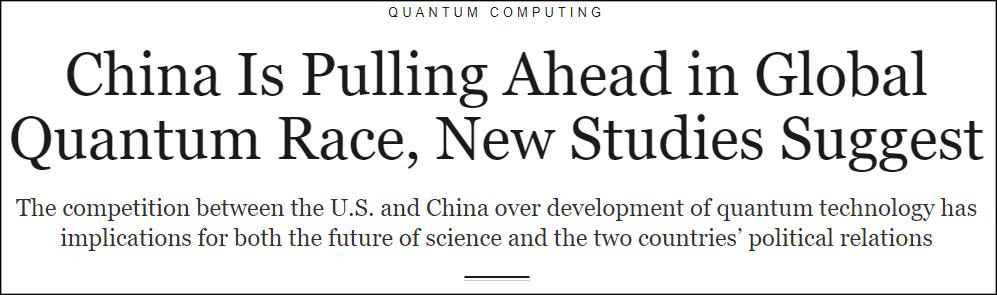 QUANTUM COMPUTING
China Is Pulling Ahead in Global
Quantum Race, New Studies Suggest
The competition between the U.S. and China over development of quantum technology has
implications for both the future of science and the two countries’ political relations